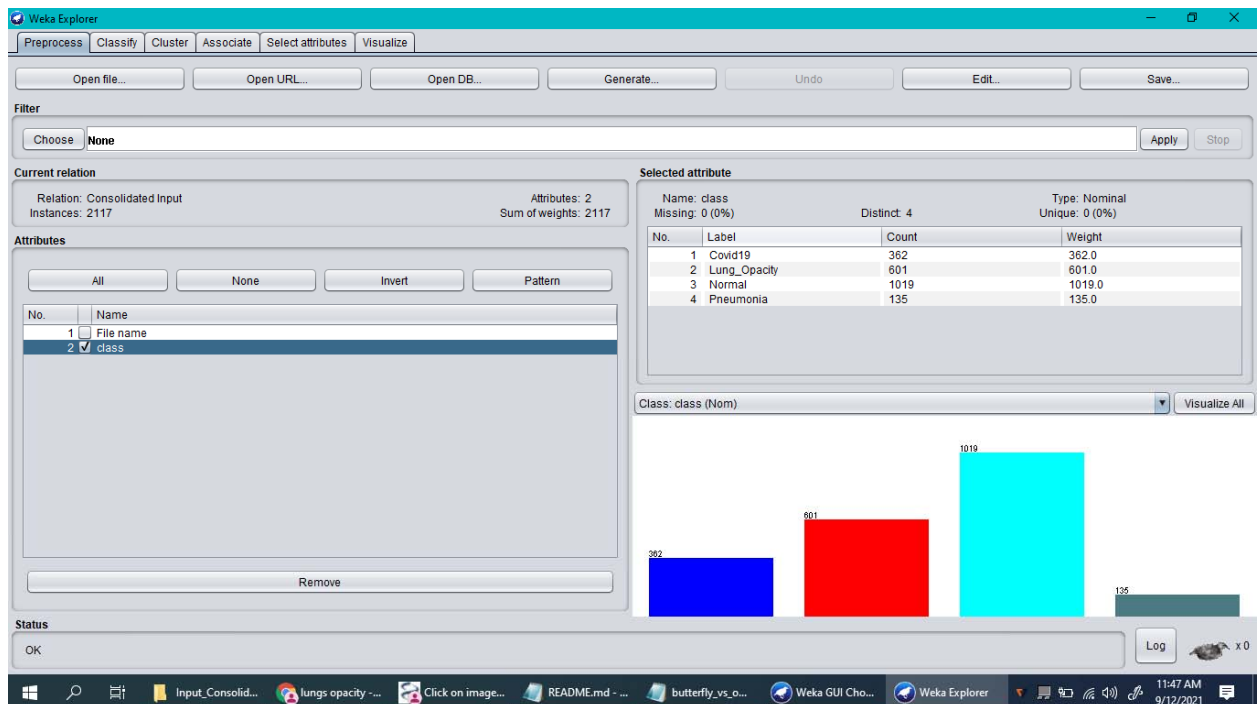 Weka Explorer
Preprocess Classify Cluster Associate Select attributes Visualize
Open file... Open URL... Open DB... Generate... Undo Edit... Save...
Filter
Choose None Apply Stop
Current relation
Relation: Consolidated Input Attributes: 2
Instances: 2117 Sum of weights: 2117
Attributes
All None Invert Pattern
No. Name
1 File name
2 class
Remove
Selected attribute
Name: class Type: Nominal
Missing: 0 (0%) Distinct: 4 Unique: 0 (0%)
No. Label Count Weight
1 Covid19 362 362.0
2 Lung_Opacity 601 601.0
3 Normal 1019 1019.0
4 Pneumonia 135 135.0
Class: class (Nom) Visualize All
1019
601
362
135
Status
OK Log x 0
Input_Consolid... lungs opacity -... Click on image... README.md - ... butterfly_vs_o... Weka GUI Cho... Weka Explorer 11:47 AM
9/12/2021